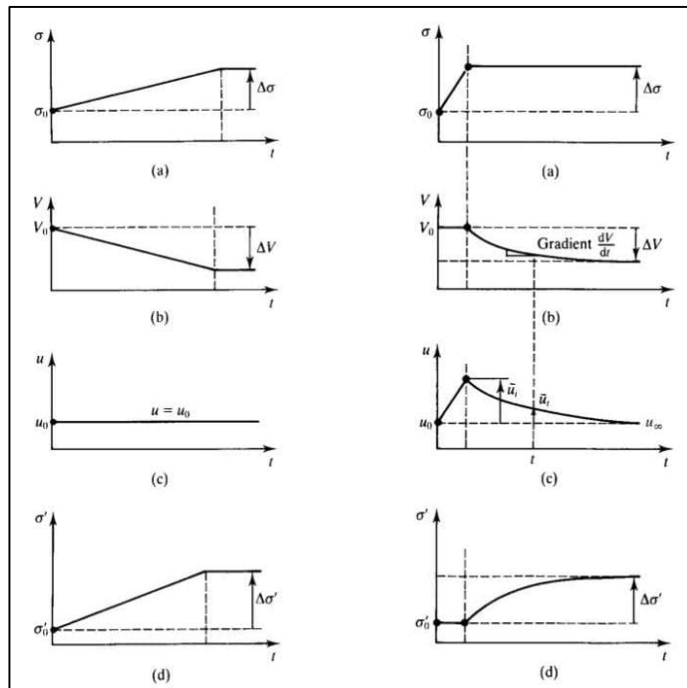 σ
Δσ
σ₀
t
(a)
V
V₀
ΔV
t
(b)
u
u = u₀
u₀
t
(c)
σ′
Δσ′
σ′₀
t
(d)
σ
Δσ
σ₀
t
(a)
V
V₀
Gradient dV/dt
ΔV
t
(b)
u
ūᵢ
ūₜ
u₀
u∞
t
t
(c)
σ′
Δσ′
σ′₀
t
(d)